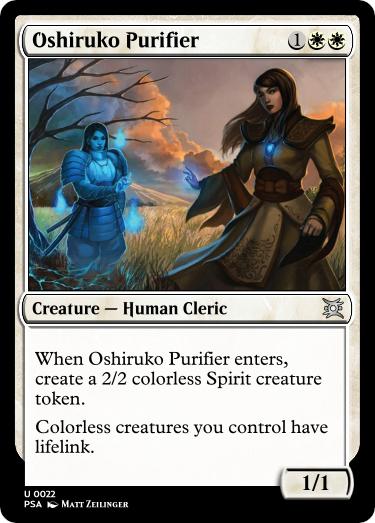 Oshiruko Purifier 1
Creature — Human Cleric
When Oshiruko Purifier enters,
create a 2/2 colorless Spirit creature
token.
Colorless creatures you control have
lifelink.
1/1
U 0022
PSA Matt Zeilinger